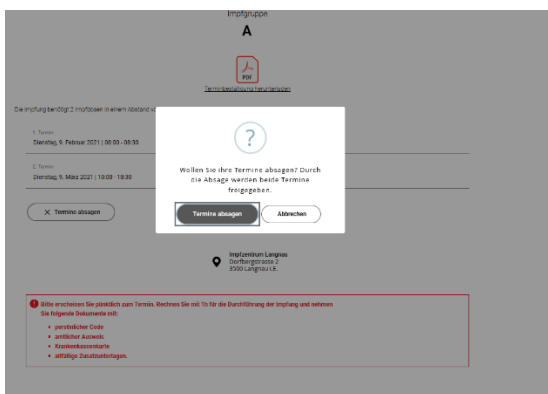 Impfgruppe
A
PDF
Terminbestätigung herunterladen
Die Impfung benötigt 2 Impfdosen in einem Abstand
1. Termin
Dienstag, 9. Februar 2021 | 08:00 - 08:30
2. Termin
Dienstag, 9. März 2021 | 18:00 - 18:30
Termine absagen
?
Wollen Sie ihre Termine absagen? Durch
die Absage werden beide Termine
freigegeben.
Termine absagen
Abbrechen
Impfzentrum Langnau
Dorfbergstrasse 2
3500 Langnau i.E.
Bitte erscheinen Sie pünktlich zum Termin. Rechnen Sie mit 1h für die Durchführung der Impfung und nehmen
Sie folgende Dokumente mit:
persönlicher Code
amtlicher Ausweis
Krankenkassenkarte
allfällige Zusatzunterlagen.